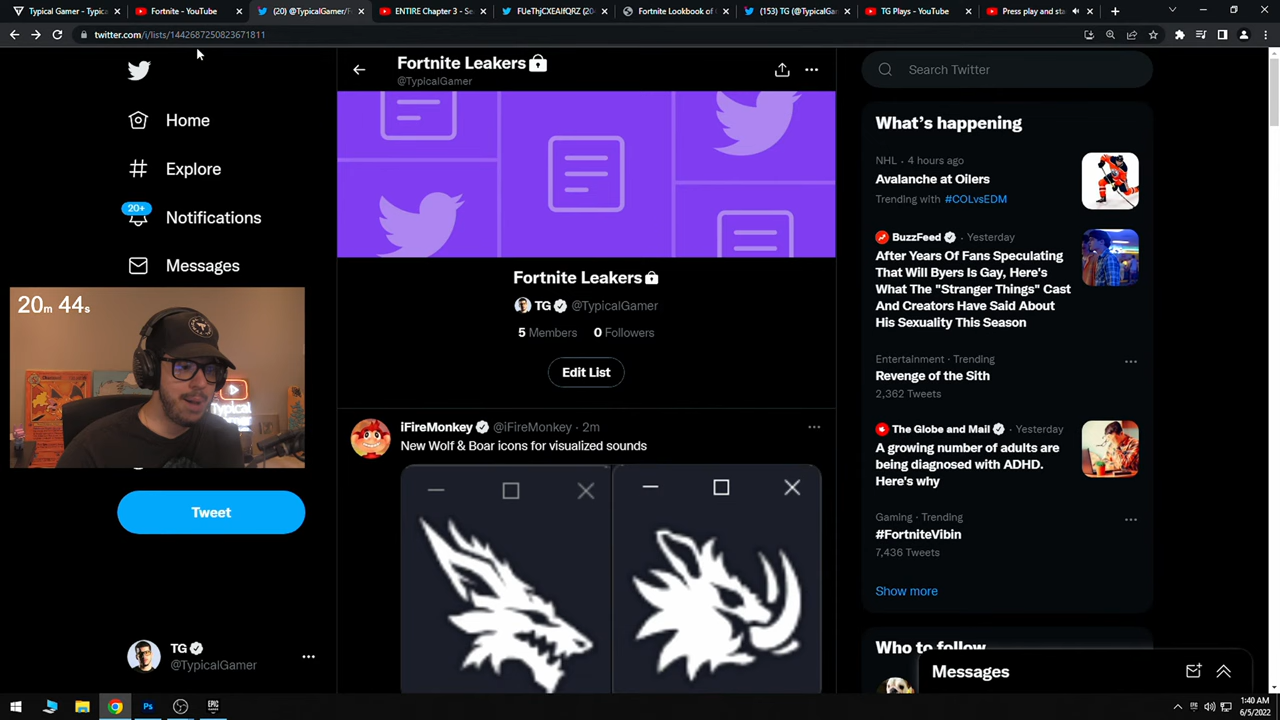 Typical Gamer - Typica
Fortnite - YouTube
(20) @TypicalGamer/F
ENTIRE Chapter 3 - Se
FUeThjCXEAIfQRZ (20
Fortnite Lookbook of
(153) TG (@TypicalGam
TG Plays - YouTube
Press play and sta
twitter.com/i/lists/1442687250823671811
Home
Explore
Notifications
20+
Messages
20m 44s
Typical
Tweet
TG
@TypicalGamer
Fortnite Leakers
@TypicalGamer
Fortnite Leakers
TG @TypicalGamer
5 Members 0 Followers
Edit List
iFireMonkey @iFireMonkey · 2m
New Wolf & Boar icons for visualized sounds
Search Twitter
What's happening
NHL · 4 hours ago
Avalanche at Oilers
Trending with #COLvsEDM
BuzzFeed · Yesterday
After Years Of Fans Speculating
That Will Byers Is Gay, Here's
What The "Stranger Things" Cast
And Creators Have Said About
His Sexuality This Season
Entertainment · Trending
Revenge of the Sith
2,362 Tweets
The Globe and Mail · Yesterday
A growing number of adults are
being diagnosed with ADHD.
Here's why
Gaming · Trending
#FortniteVibin
7,436 Tweets
Show more
Who to follow
Messages
Ps
EPIC
GAMES
1:40 AM
6/5/2022